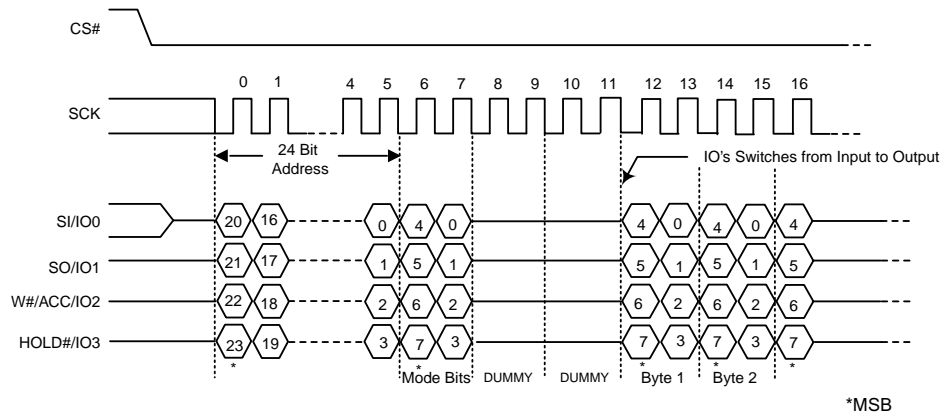 CS#
0 1 4 5 6 7 8 9 10 11 12 13 14 15 16
SCK
24 Bit
Address
IO's Switches from Input to Output
SI/IO0 20 16 0 4 0 4 0 4 0 4
SO/IO1 21 17 1 5 1 5 1 5 1 5
W#/ACC/IO2 22 18 2 6 2 6 2 6 2 6
HOLD#/IO3 23 19 3 7 3 7 3 7 3 7
* * * * *
Mode Bits DUMMY DUMMY Byte 1 Byte 2
*MSB